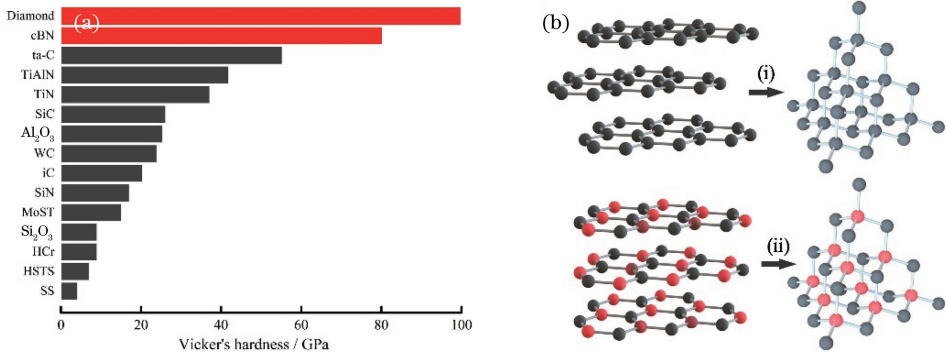 (a)
Diamond
cBN
ta-C
TiAlN
TiN
SiC
Al₂O₃
WC
iC
SiN
MoST
Si₂O₃
HCr
HSTS
SS
0 20 40 60 80 100
Vicker's hardness / GPa
(b)
(i)
(ii)